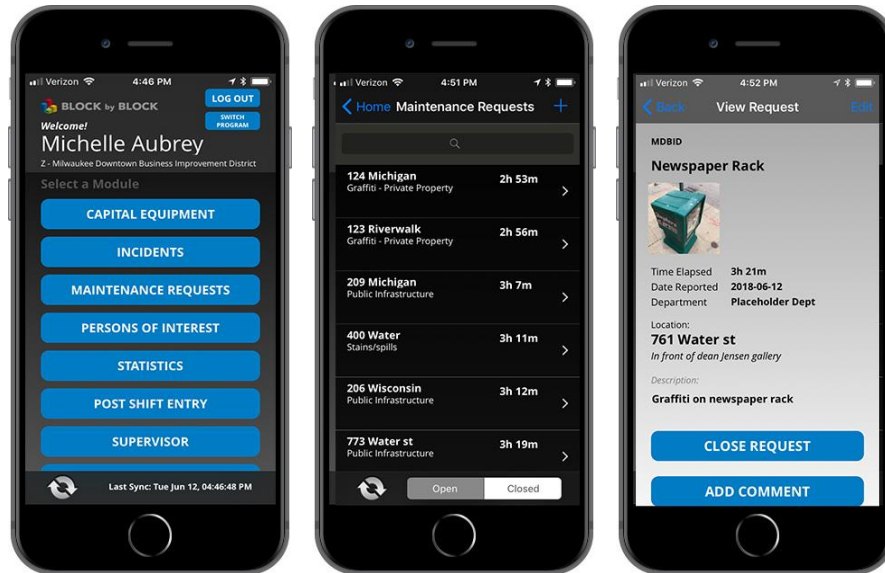 Verizon 4:46 PM
BLOCK by BLOCK
LOG OUT
SWITCH
PROGRAM
Welcome!
Michelle Aubrey
Z - Milwaukee Downtown Business Improvement District
Select a Module
CAPITAL EQUIPMENT
INCIDENTS
MAINTENANCE REQUESTS
PERSONS OF INTEREST
STATISTICS
POST SHIFT ENTRY
SUPERVISOR
Last Sync: Tue Jun 12, 04:46:48 PM
Verizon 4:51 PM
Home Maintenance Requests +
124 Michigan 2h 53m
Graffiti - Private Property
123 Riverwalk 2h 56m
Graffiti - Private Property
209 Michigan 3h 7m
Public Infrastructure
400 Water 3h 11m
Stains/spills
206 Wisconsin 3h 12m
Public Infrastructure
773 Water st 3h 19m
Public Infrastructure
Open Closed
Verizon 4:52 PM
Back View Request Edit
MDBID
Newspaper Rack
Time Elapsed 3h 21m
Date Reported 2018-06-12
Department Placeholder Dept
Location:
761 Water st
In front of dean Jensen gallery
Description:
Graffiti on newspaper rack
CLOSE REQUEST
ADD COMMENT